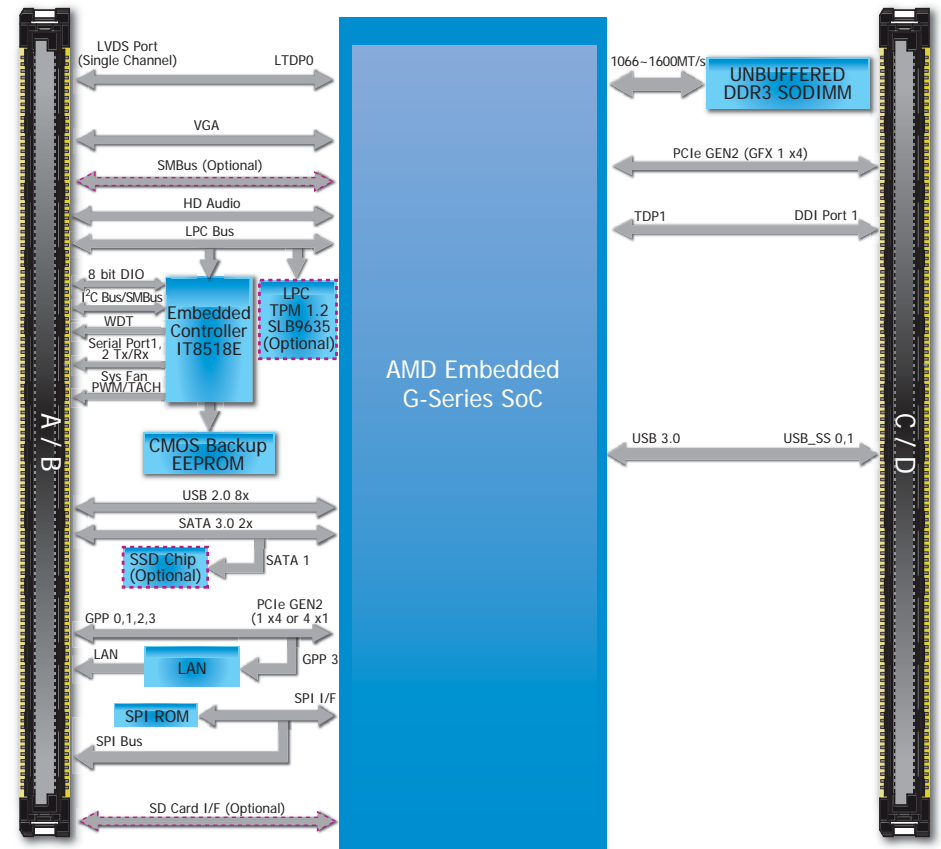 LVDS Port
(Single Channel)
LTDP0
VGA
SMBus (Optional)
HD Audio
LPC Bus
8 bit DIO
I²C Bus/SMBus
WDT
Serial Port1,
2 Tx/Rx
Sys Fan
PWM/TACH
Embedded
Controller
IT8518E
LPC
TPM 1.2
SLB9635
(Optional)
CMOS Backup
EEPROM
A / B
USB 2.0 8x
SATA 3.0 2x
SSD Chip
(Optional)
SATA 1
GPP 0,1,2,3
PCIe GEN2
(1 x4 or 4 x1
LAN
LAN
GPP 3
SPI I/F
SPI ROM
SPI Bus
SD Card I/F (Optional)
AMD Embedded
G-Series SoC
1066~1600MT/s
UNBUFFERED
DDR3 SODIMM
PCIe GEN2 (GFX 1 x4)
TDP1
DDI Port 1
USB 3.0
USB_SS 0,1
C / D